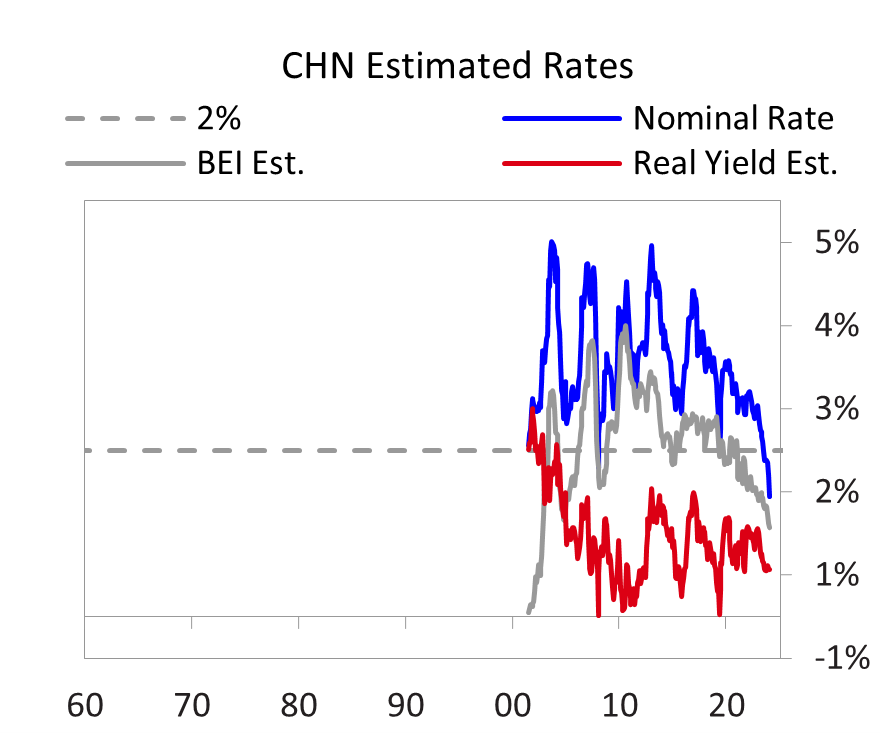 CHN Estimated Rates
2%
Nominal Rate
BEI Est.
Real Yield Est.
5%
4%
3%
2%
1%
-1%
60 70 80 90 00 10 20